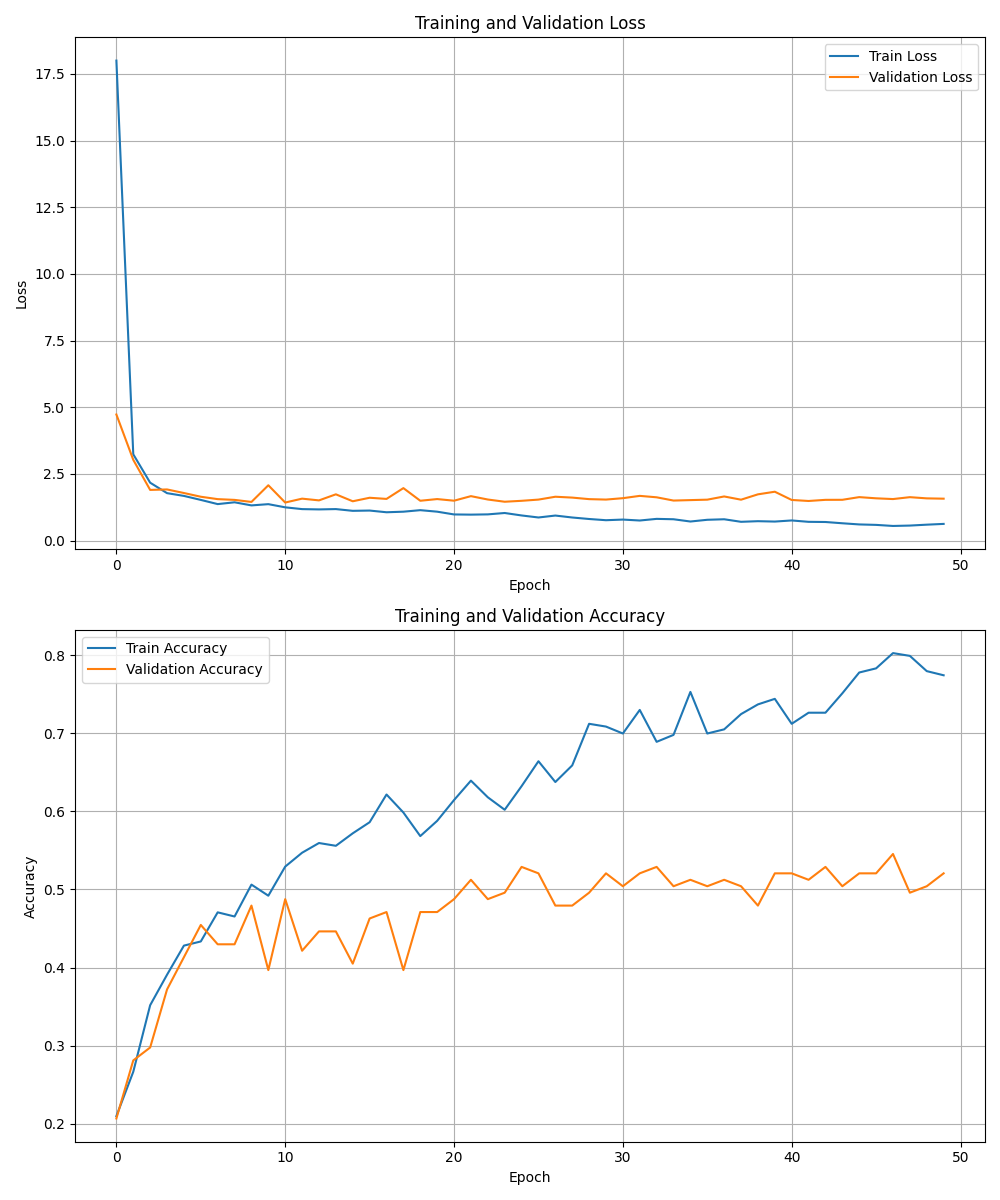 Training and Validation Loss
Train Loss
Validation Loss
17.5
15.0
12.5
10.0
7.5
5.0
2.5
0.0
Loss
0 10 20 30 40 50
Epoch
Training and Validation Accuracy
Train Accuracy
Validation Accuracy
0.8
0.7
0.6
0.5
0.4
0.3
0.2
Accuracy
0 10 20 30 40 50
Epoch